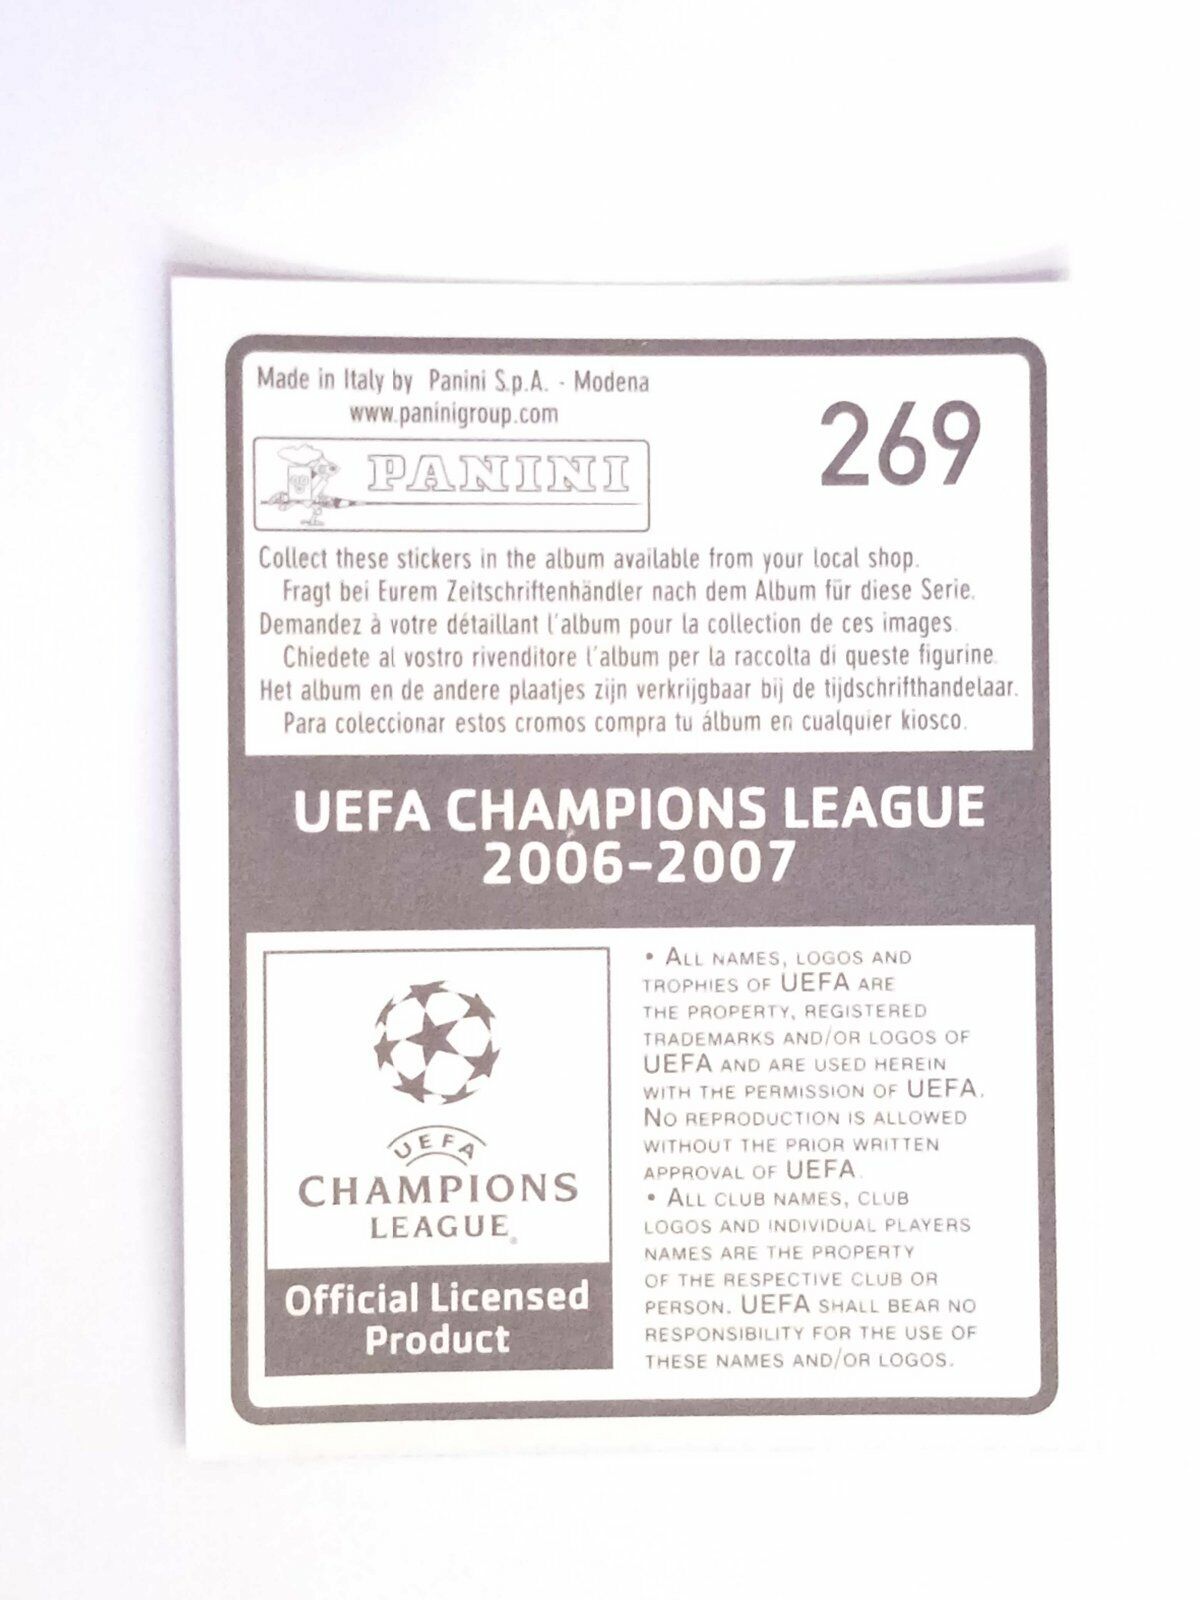 Made in Italy by Panini S.p.A. - Modena
www.paninigroup.com
269
PANINI
Collect these stickers in the album available from your local shop.
Fragt bei Eurem Zeitschriftenhändler nach dem Album für diese Serie.
Demandez à votre détaillant l'album pour la collection de ces images.
Chiedete al vostro rivenditore l'album per la raccolta di queste figurine.
Het album en de andere plaatjes zijn verkrijgbaar bij de tijdschrifthandelaar.
Para coleccionar estos cromos compra tu álbum en cualquier kiosco.
UEFA CHAMPIONS LEAGUE
2006-2007
UEFA
CHAMPIONS
LEAGUE®
Official Licensed
Product
• ALL NAMES, LOGOS AND
TROPHIES OF UEFA ARE
THE PROPERTY, REGISTERED
TRADEMARKS AND/OR LOGOS OF
UEFA AND ARE USED HEREIN
WITH THE PERMISSION OF UEFA.
NO REPRODUCTION IS ALLOWED
WITHOUT THE PRIOR WRITTEN
APPROVAL OF UEFA.
• ALL CLUB NAMES, CLUB
LOGOS AND INDIVIDUAL PLAYERS
NAMES ARE THE PROPERTY
OF THE RESPECTIVE CLUB OR
PERSON. UEFA SHALL BEAR NO
RESPONSIBILITY FOR THE USE OF
THESE NAMES AND/OR LOGOS.